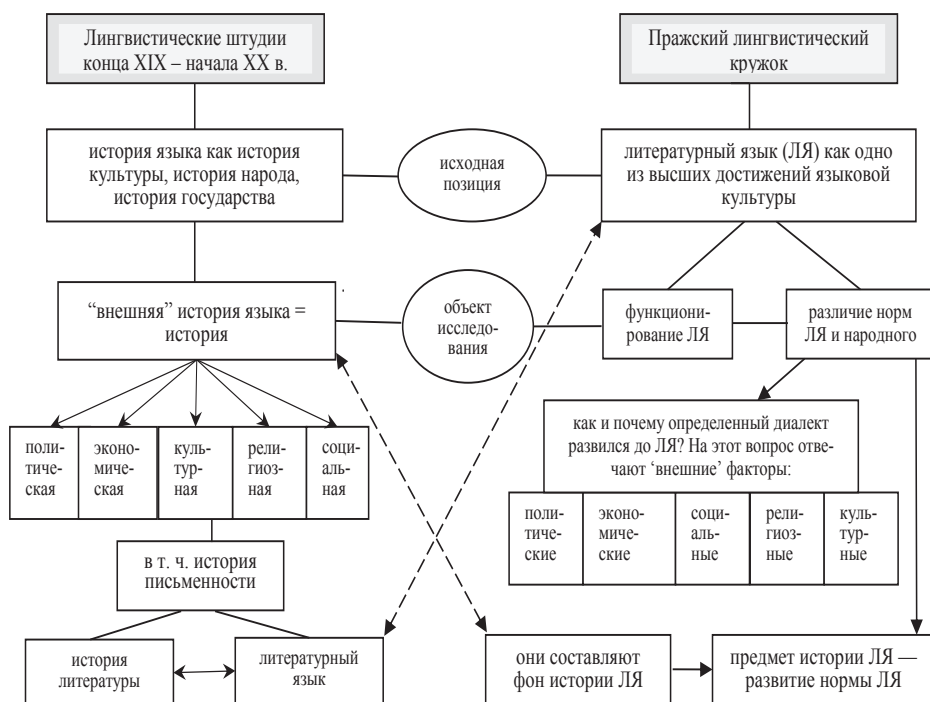 Лингвистические штудии
конца XIX – начала XX в.
Пражский лингвистический
кружок
история языка как история
культуры, история народа,
история государства
исходная
позиция
литературный язык (ЛЯ) как одно
из высших достижений языковой
культуры
“внешняя” история языка =
история
объект
исследо-
вания
функциони-
рование ЛЯ
различие норм
ЛЯ и народного
поли-
тиче-
ская
эконо-
миче-
ская
куль-
тур-
ная
рели-
гиоз-
ная
соци-
аль-
ная
как и почему определенный диалект
развился до ЛЯ? На этот вопрос отве-
чают ‘внешние’ факторы:
поли-
тиче-
ские
эконо-
миче-
ские
соци-
аль-
ные
рели-
гиоз-
ные
куль-
тур-
ные
в т. ч. история
письменности
история
литературы
литературный
язык
они составляют
фон истории ЛЯ
предмет истории ЛЯ —
развитие нормы ЛЯ